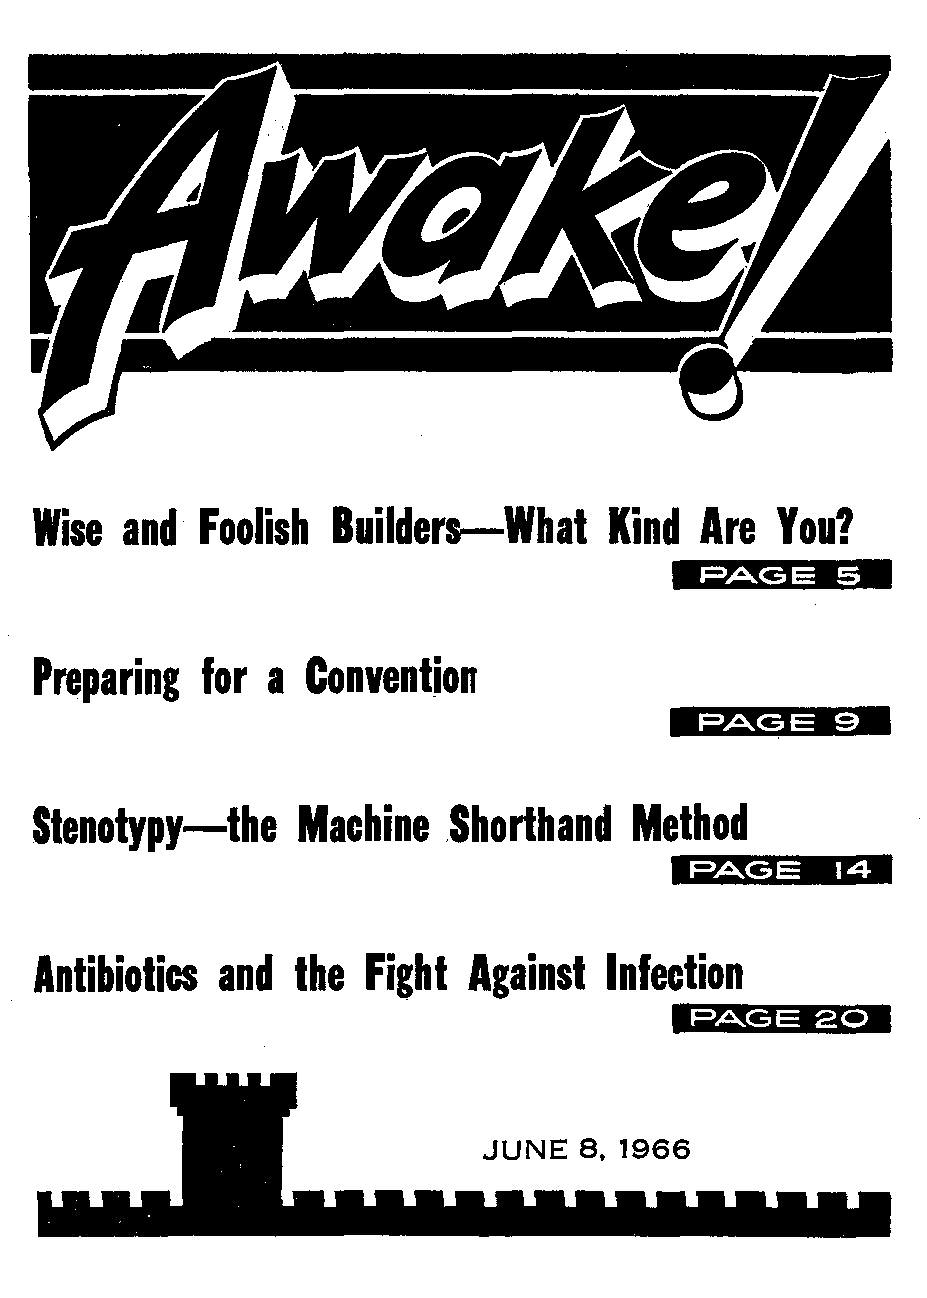 Awake!
Wise and Foolish Builders—What Kind Are You?
PAGE 5
Preparing for a Convention
PAGE 9
Stenotypy—the Machine Shorthand Method
PAGE 14
Antibiotics and the Fight Against Infection
PAGE 20
JUNE 8, 1966